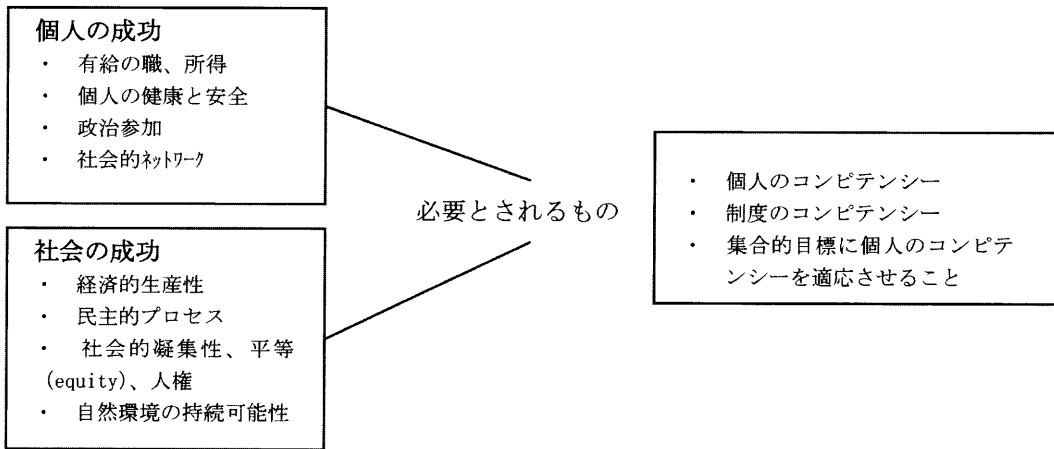 個人の成功
・ 有給の職、所得
・ 個人の健康と安全
・ 政治参加
・ 社会的ﾈｯﾄﾜｰｸ
社会の成功
・ 経済的生産性
・ 民主的プロセス
・ 社会的凝集性、平等
(equity)、人権
・ 自然環境の持続可能性
必要とされるもの
・ 個人のコンピテンシー
・ 制度のコンピテンシー
・ 集合的目標に個人のコンピテ
ンシーを適応させること